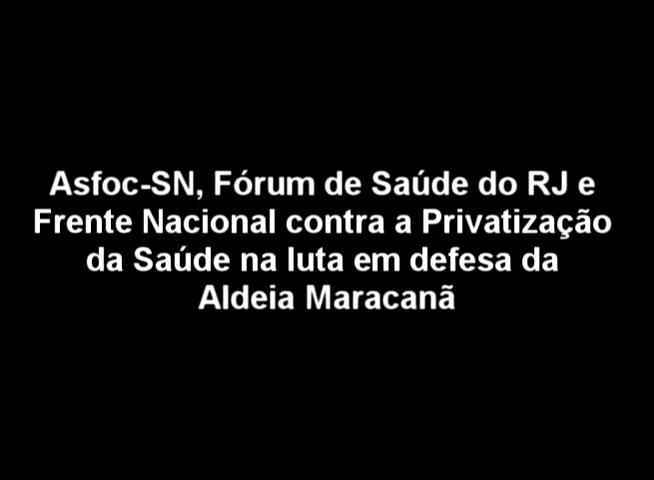 Asfoc-SN, Fórum de Saúde do RJ e
Frente Nacional contra a Privatização
da Saúde na luta em defesa da
Aldeia Maracanã